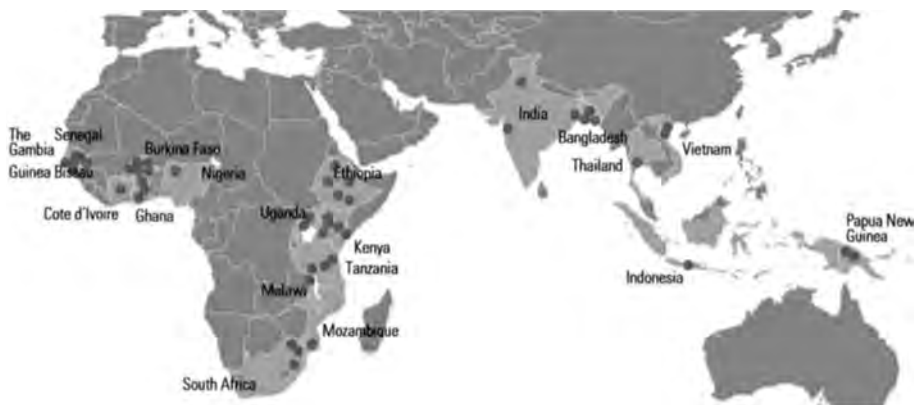 The Gambia
Senegal
Guinea Bissau
Burkina Faso
Nigeria
Cote d'Ivoire
Ghana
Ethiopia
Uganda
Kenya
Tanzania
Malawi
Mozambique
South Africa
India
Bangladesh
Thailand
Vietnam
Indonesia
Papua New
Guinea